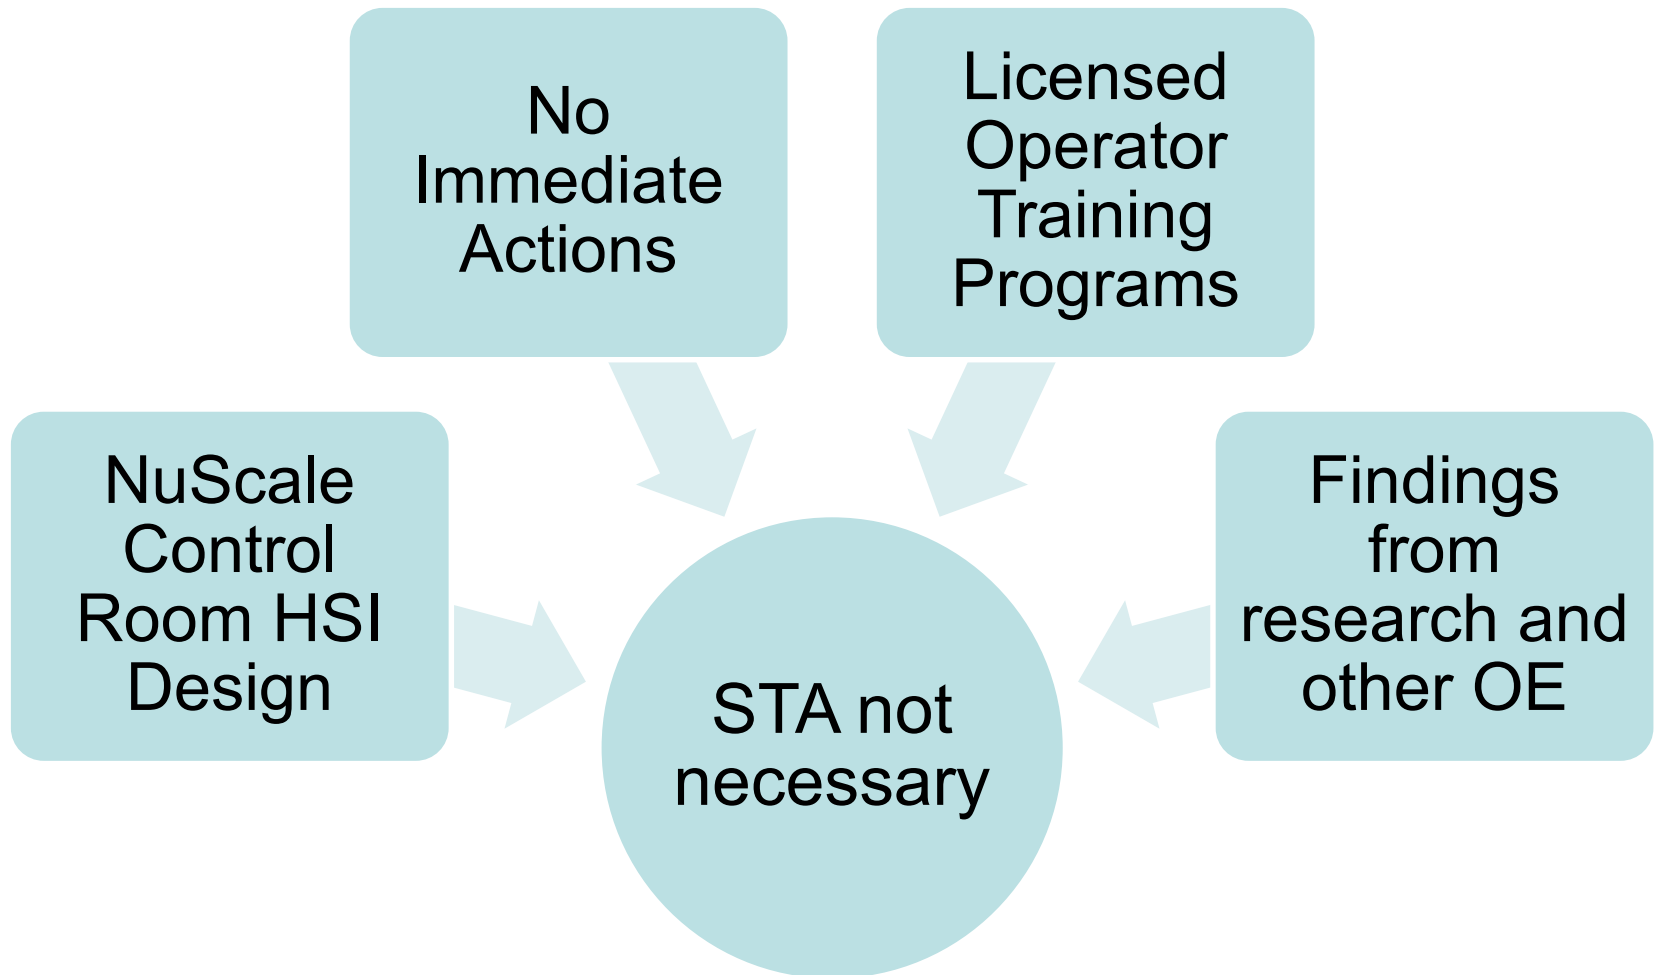 No
Immediate
Actions
Licensed
Operator
Training
Programs
NuScale
Control
Room HSI
Design
Findings
from
research and
other OE
STA not
necessary